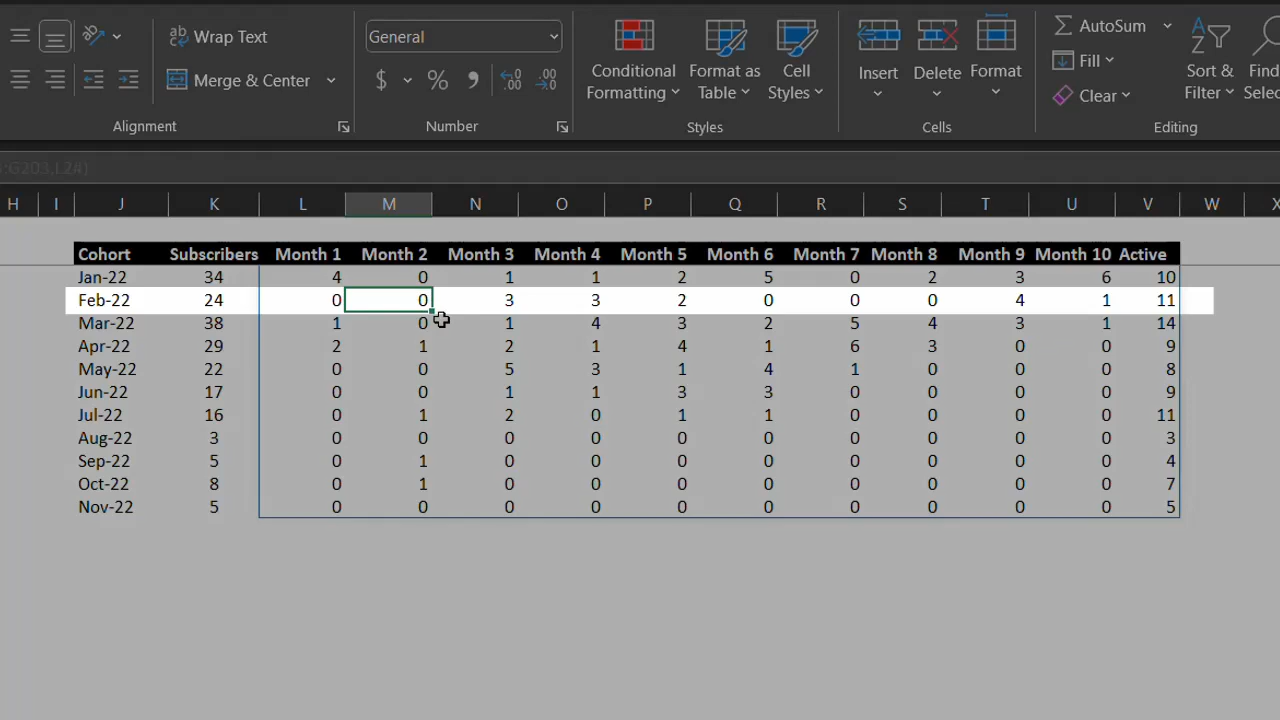 Wrap Text
General
AutoSum
Merge & Center
$ % 9
Conditional Formatting
Format as Table
Cell Styles
Insert
Delete
Format
Fill
Clear
Sort & Filter
Find
Selec
Alignment
Number
Styles
Cells
Editing
:G203,L2#)
H I J K L M N O P Q R S T U V W X
Cohort Subscribers Month 1 Month 2 Month 3 Month 4 Month 5 Month 6 Month 7 Month 8 Month 9 Month 10 Active
Jan-22 34 4 0 1 1 2 5 0 2 3 6 10
Feb-22 24 0 0 3 3 2 0 0 0 4 1 11
Mar-22 38 1 0 1 4 3 2 5 4 3 1 14
Apr-22 29 2 1 2 1 4 1 6 3 0 0 9
May-22 22 0 0 5 3 1 4 1 0 0 0 8
Jun-22 17 0 0 1 1 3 3 0 0 0 0 9
Jul-22 16 0 1 2 0 1 1 0 0 0 0 11
Aug-22 3 0 0 0 0 0 0 0 0 0 0 3
Sep-22 5 0 1 0 0 0 0 0 0 0 0 4
Oct-22 8 0 1 0 0 0 0 0 0 0 0 7
Nov-22 5 0 0 0 0 0 0 0 0 0 0 5